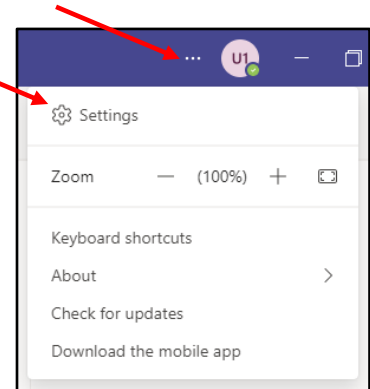 ... U1
Settings
Zoom — (100%) +
Keyboard shortcuts
About >
Check for updates
Download the mobile app